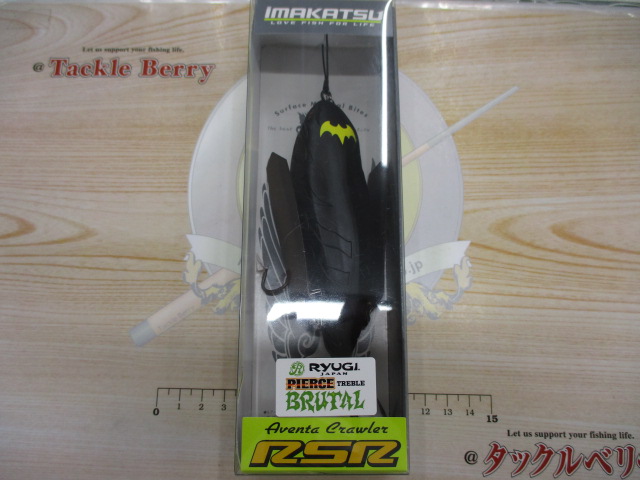 IMAKATSU
LOVE FISH FOR LIFE
Let us support your fishing life.
@ Tackle Berry
RYUGI
JAPAN
PIERCE TREBLE
BRUTAL
Aventa Crawler
RSR
0 1 2 3 4
12 13 14 15
Let us support your fishing life.
@ タックルベリ